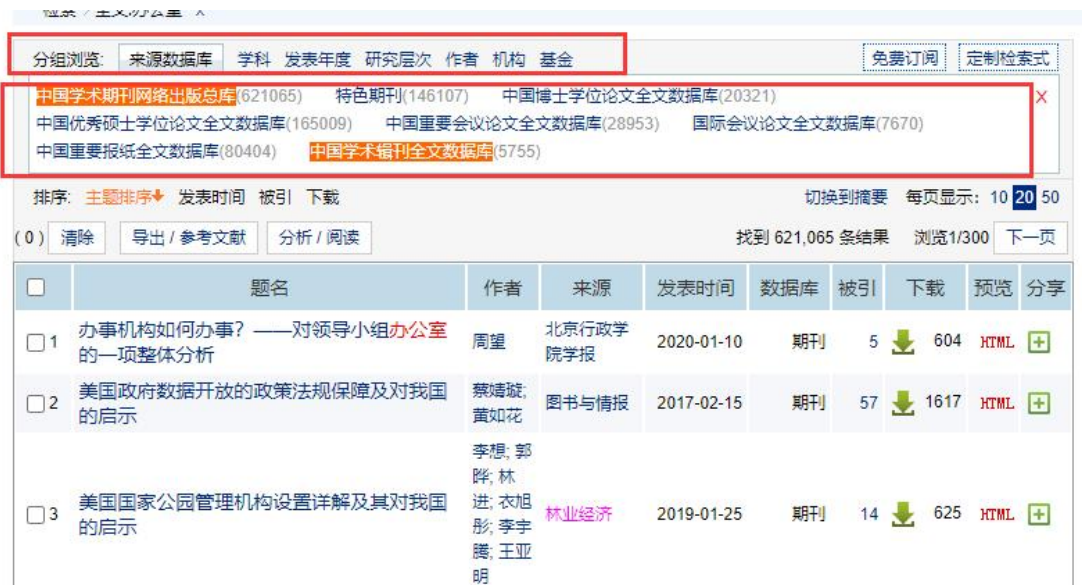 检索 / 全文:办公室 X
分组浏览: 来源数据库 学科 发表年度 研究层次 作者 机构 基金 免费订阅 定制检索式
中国学术期刊网络出版总库(621065) 特色期刊(146107) 中国博士学位论文全文数据库(20321) X
中国优秀硕士学位论文全文数据库(165009) 中国重要会议论文全文数据库(28953) 国际会议论文全文数据库(7670)
中国重要报纸全文数据库(80404) 中国学术辑刊全文数据库(5755)
排序: 主题排序 发表时间 被引 下载 切换到摘要 每页显示: 10 20 50
(0) 清除 导出 / 参考文献 分析 / 阅读 找到 621,065 条结果 浏览1/300 下一页
题名 作者 来源 发表时间 数据库 被引 下载 预览 分享
1 办事机构如何办事？——对领导小组办公室
的一项整体分析 周望 北京行政学
院学报 2020-01-10 期刊 5 604 HTML
2 美国政府数据开放的政策法规保障及对我国
的启示 蔡婧璇;
黄如花 图书与情报 2017-02-15 期刊 57 1617 HTML
3 美国国家公园管理机构设置详解及其对我国
的启示 李想; 郭
晔; 林
进; 衣旭
彤; 李宇
腾; 王亚
明 林业经济 2019-01-25 期刊 14 625 HTML